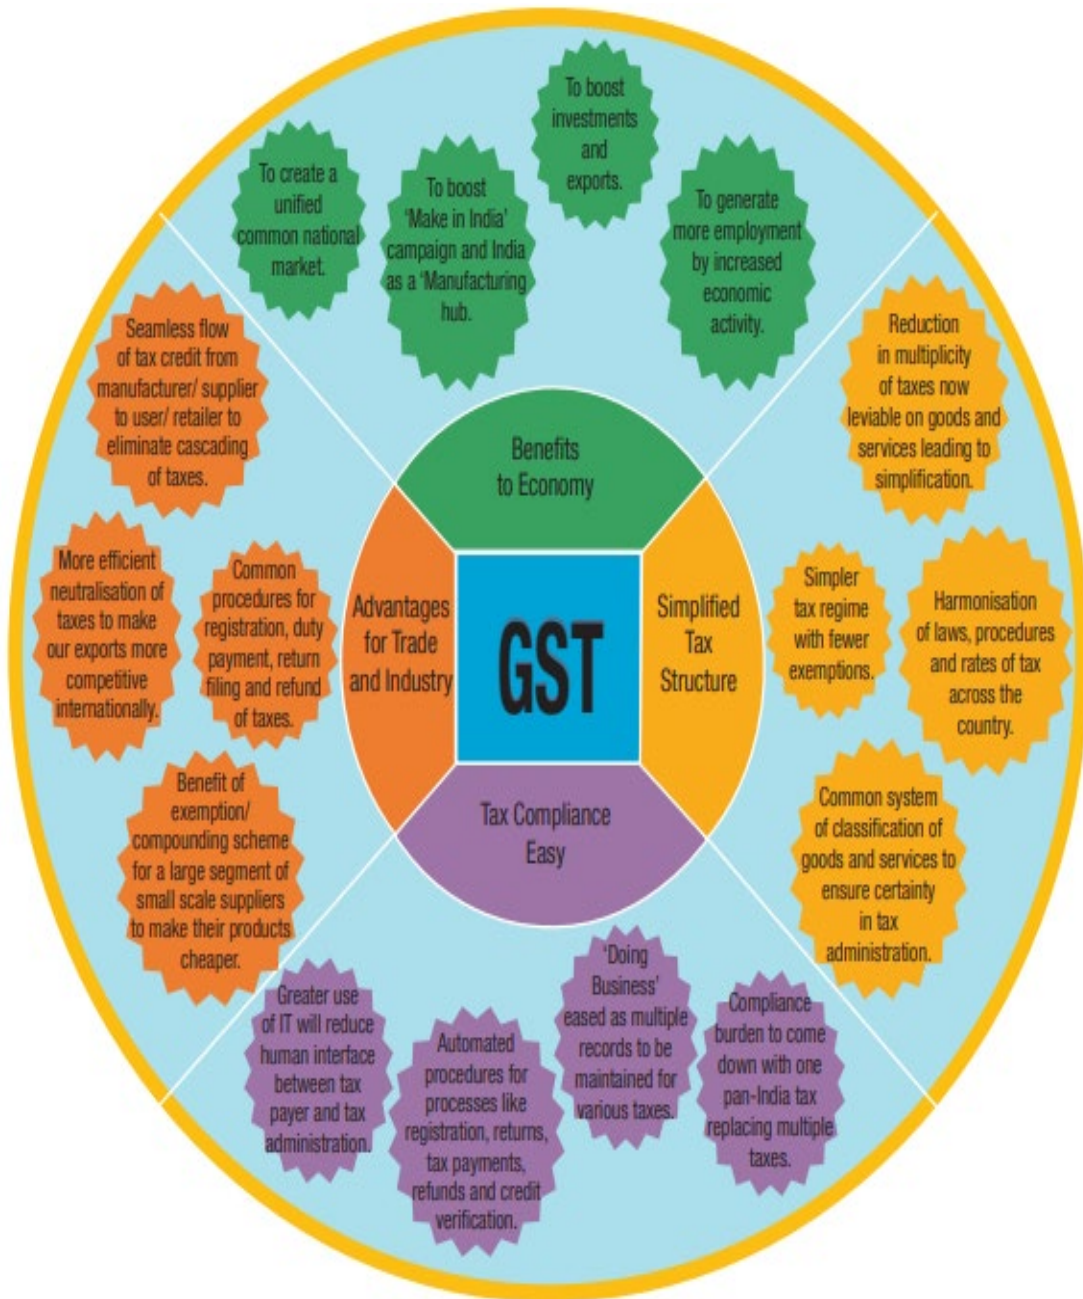 To boost
investments
and
exports.
To create a
unified
common national
market.
To boost
'Make in India'
campaign and India
as a 'Manufacturing
hub.
To generate
more employment
by increased
economic
activity.
Seamless flow
of tax credit from
manufacturer/ supplier
to user/ retailer to
eliminate cascading
of taxes.
Reduction
in multiplicity
of taxes now
leviable on goods and
services leading to
simplification.
Benefits
to Economy
More efficient
neutralisation of
taxes to make
our exports more
competitive
internationally.
Common
procedures for
registration, duty
payment, return
filing and refund
of taxes.
Advantages
for Trade
and Industry
GST
Simplified
Tax
Structure
Simpler
tax regime
with fewer
exemptions.
Harmonisation
of laws, procedures
and rates of tax
across the
country.
Benefit of
exemption/
compounding scheme
for a large segment of
small scale suppliers
to make their products
cheaper.
Tax Compliance
Easy
Common system
of classification of
goods and services to
ensure certainty
in tax
administration.
Greater use
of IT will reduce
human interface
between tax
payer and tax
administration.
Automated
procedures for
processes like
registration, returns,
tax payments,
refunds and credit
verification.
'Doing
Business'
eased as multiple
records to be
maintained for
various taxes.
Compliance
burden to come
down with one
pan-India tax
replacing multiple
taxes.